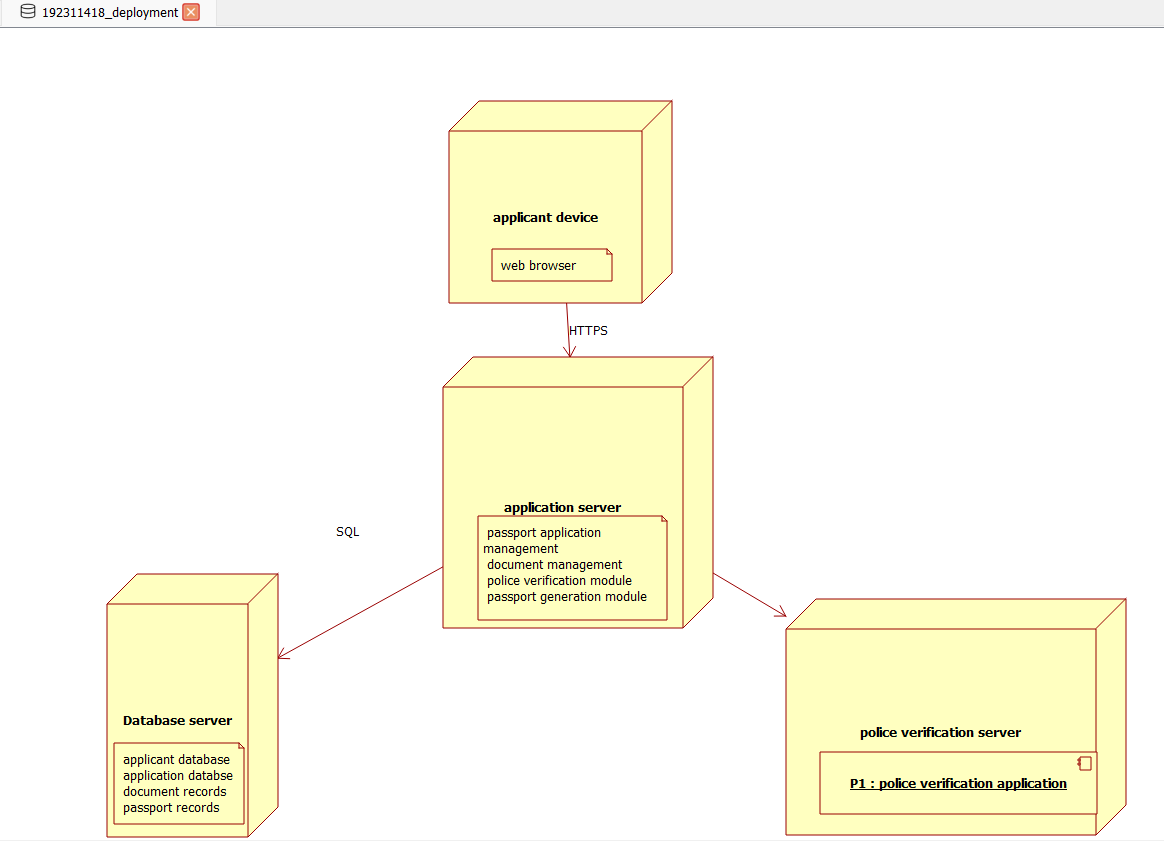 192311418_deployment
applicant device
web browser
HTTPS
application server
passport application
management
document management
police verification module
passport generation module
SQL
Database server
applicant database
application databse
document records
passport records
police verification server
P1 : police verification application